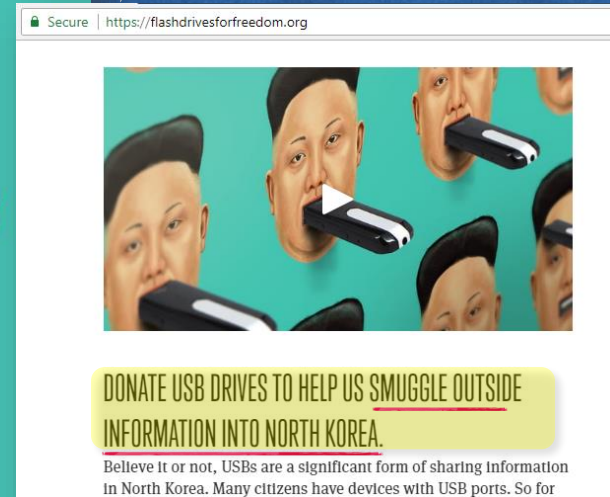 Secure | https://flashdrivesforfreedom.org
DONATE USB DRIVES TO HELP US SMUGGLE OUTSIDE
INFORMATION INTO NORTH KOREA.
Believe it or not, USBs are a significant form of sharing information
in North Korea. Many citizens have devices with USB ports. So for